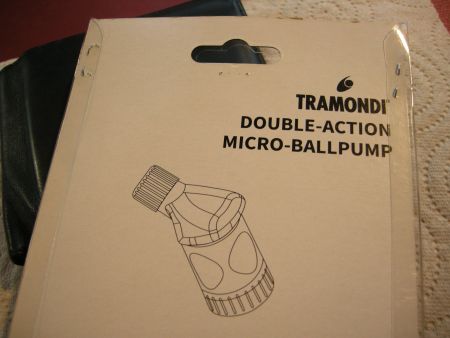 TRAMONDI
DOUBLE-ACTION
MICRO-BALLPUMP